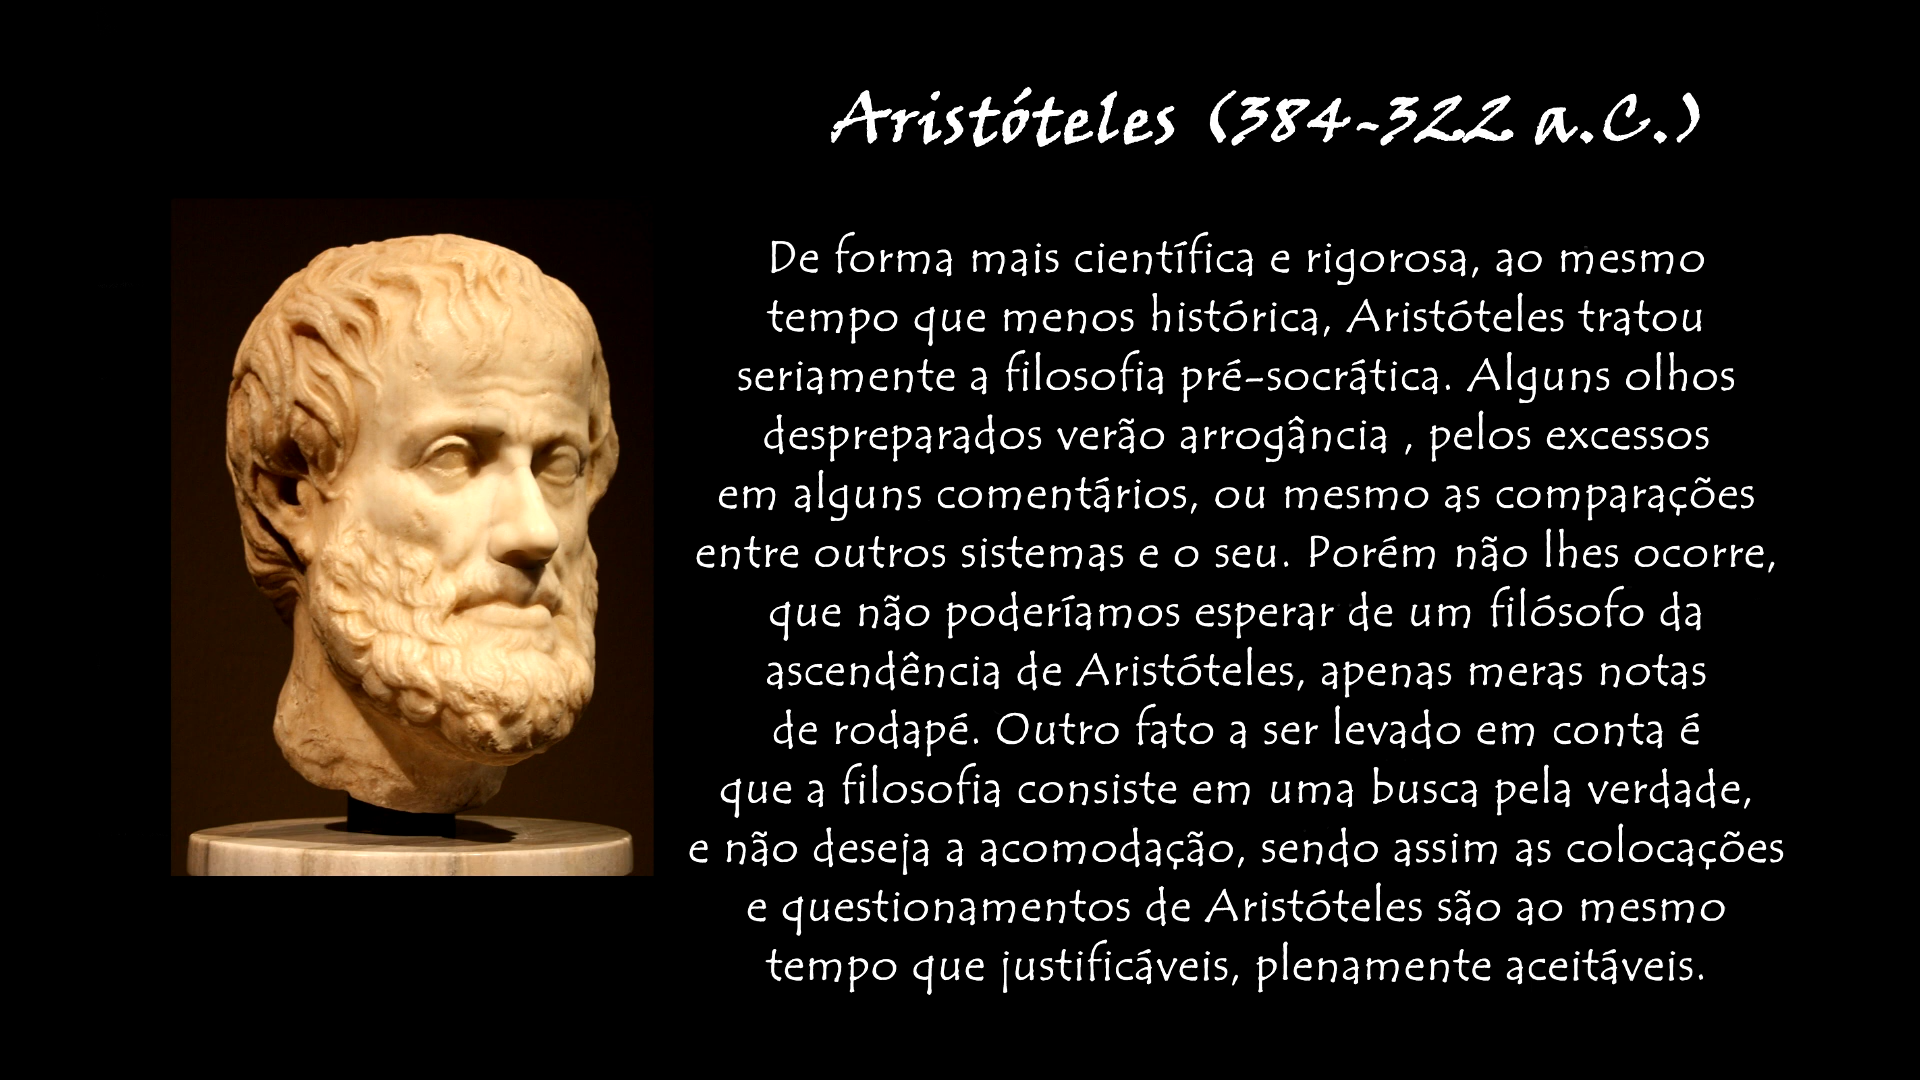 Aristóteles (384-322 a.C.)
De forma mais científica e rigorosa, ao mesmo
tempo que menos histórica, Aristóteles tratou
seriamente a filosofia pré-socrática. Alguns olhos
despreparados verão arrogância , pelos excessos
em alguns comentários, ou mesmo as comparações
entre outros sistemas e o seu. Porém não lhes ocorre,
que não poderíamos esperar de um filósofo da
ascendência de Aristóteles, apenas meras notas
de rodapé. Outro fato a ser levado em conta é
que a filosofia consiste em uma busca pela verdade,
e não deseja a acomodação, sendo assim as colocações
e questionamentos de Aristóteles são ao mesmo
tempo que justificáveis, plenamente aceitáveis.